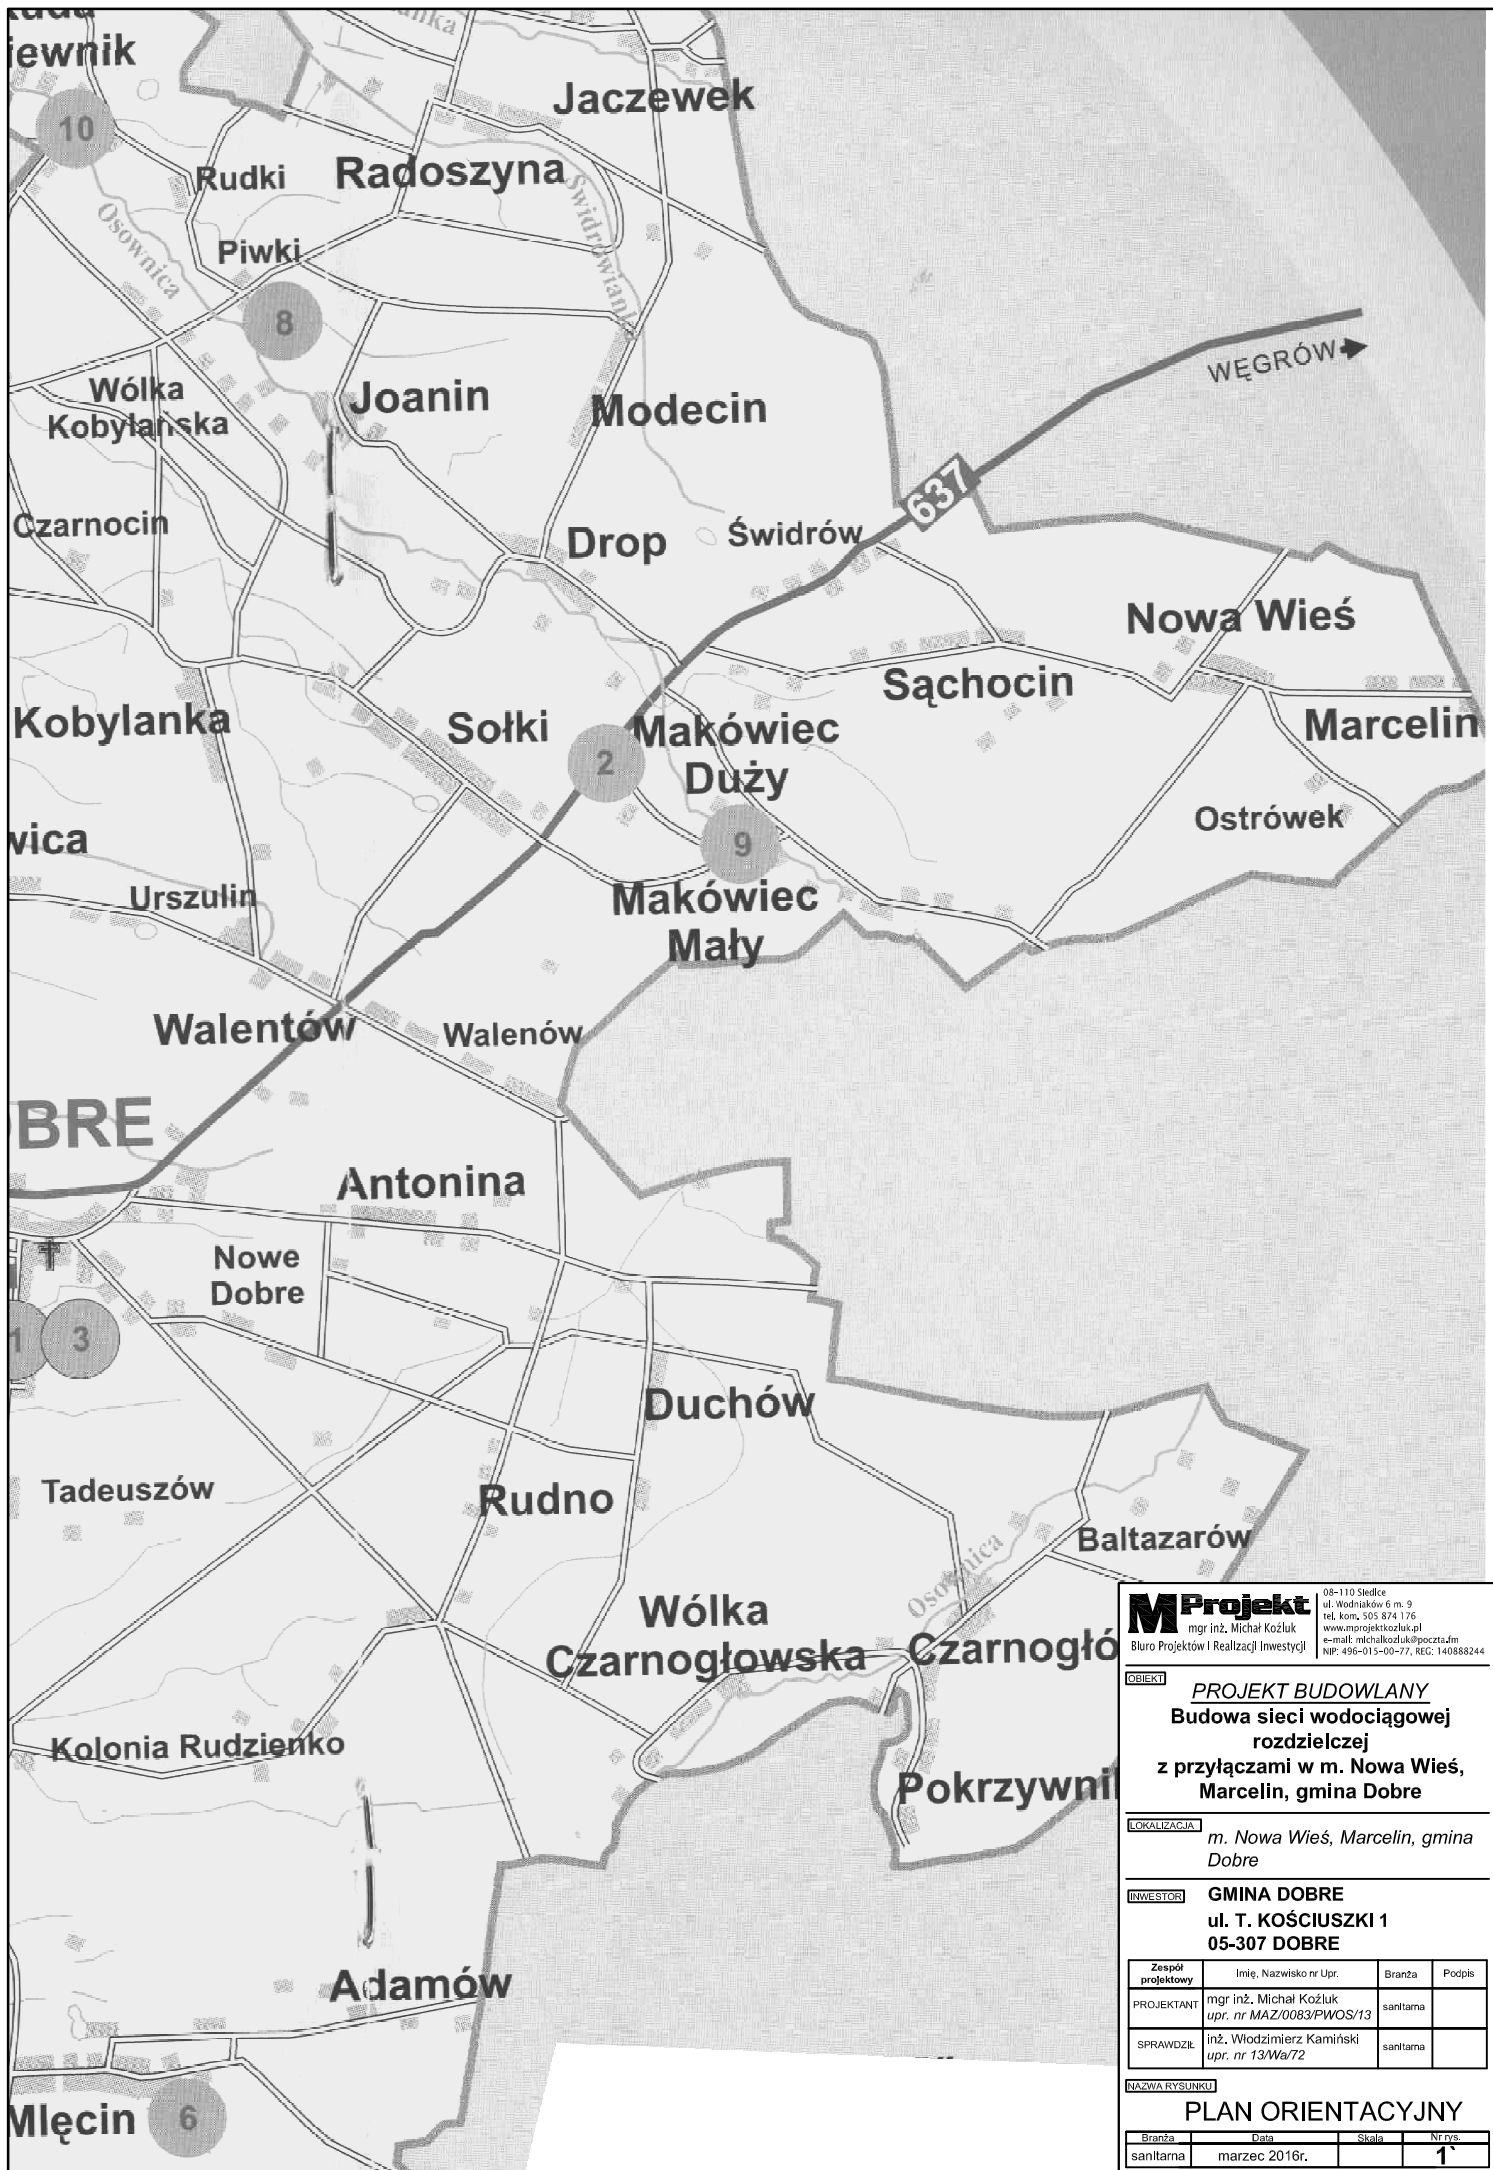 iewnik
Jaczewek
10
Rudki
Radoszyna
Osownica
Świdrowianka
Piwki
8
WĘGRÓW
Wólka
Kobylańska
Joanin
Modecin
637
Czarnocin
Drop
Świdrów
Nowa Wieś
Sąchocin
Kobylanka
Sołki
Makówiec
Duży
2
Marcelin
Ostrówek
9
wica
Urszulin
Makówiec
Mały
Walentów
Walenów
BRE
Antonina
Nowe
Dobre
1
3
Duchów
Tadeuszów
Rudno
Baltazarów
Osownica
Wólka
Czarnogłowska
Czarnogłó
Kolonia Rudzienko
Pokrzywni
Adamów
Mlęcin
6
M Projekt
mgr inż. Michał Koźluk
Biuro Projektów i Realizacji Inwestycji
08-110 Siedlce
ul. Wodniaków 6 m. 9
tel. kom. 505 874 176
www.mprojektkozluk.pl
e-mail: michalkozluk@poczta.fm
NIP: 496-015-00-77, REG: 140888244
OBIEKT
PROJEKT BUDOWLANY
Budowa sieci wodociągowej
rozdzielczej
z przyłączami w m. Nowa Wieś,
Marcelin, gmina Dobre
LOKALIZACJA
m. Nowa Wieś, Marcelin, gmina
Dobre
INWESTOR
GMINA DOBRE
ul. T. KOŚCIUSZKI 1
05-307 DOBRE
Zespół projektowy Imię, Nazwisko nr Upr. Branża Podpis
PROJEKTANT mgr inż. Michał Koźluk sanitarna
upr. nr MAZ/0083/PWOS/13
SPRAWDZIŁ inż. Włodzimierz Kamiński sanitarna
upr. nr 13/Wa/72
NAZWA RYSUNKU
PLAN ORIENTACYJNY
Branża Data Skala Nr rys.
sanitarna marzec 2016r. 1`